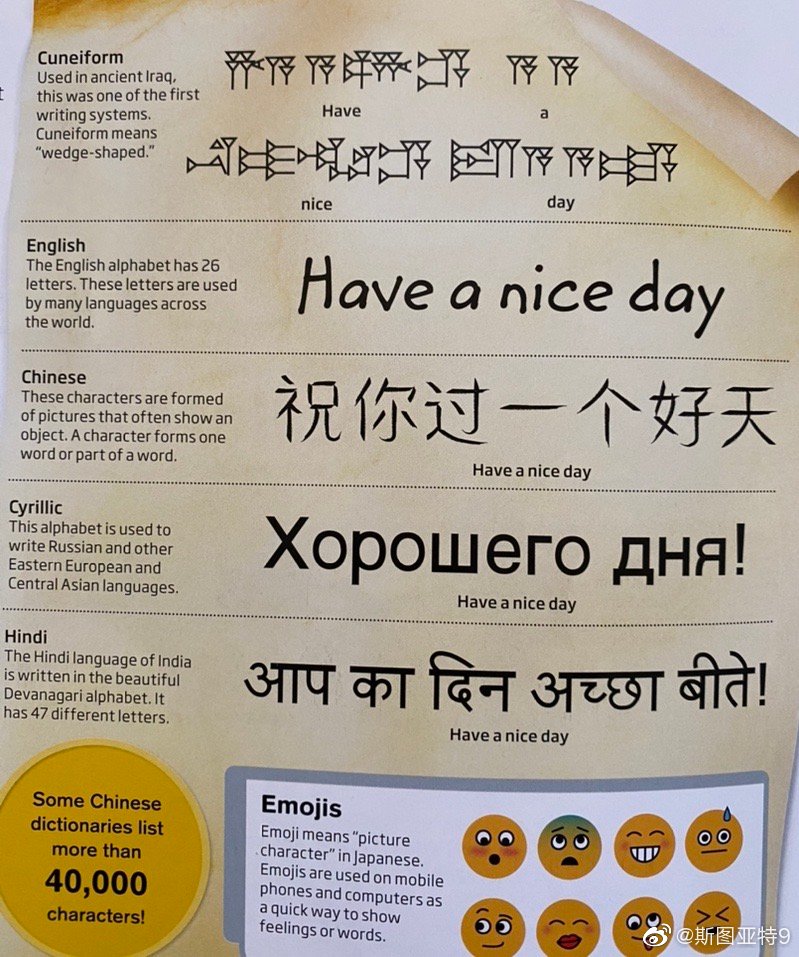 Cuneiform
Used in ancient Iraq,
this was one of the first
writing systems.
Cuneiform means
“wedge-shaped.”
Have a
nice day
English
The English alphabet has 26
letters. These letters are used
by many languages across
the world.
Have a nice day
Chinese
These characters are formed
of pictures that often show an
object. A character forms one
word or part of a word.
祝你过一个好天
Have a nice day
Cyrillic
This alphabet is used to
write Russian and other
Eastern European and
Central Asian languages.
Хорошего дня!
Have a nice day
Hindi
The Hindi language of India
is written in the beautiful
Devanagari alphabet. It
has 47 different letters.
आप का दिन अच्छा बीते!
Have a nice day
Some Chinese
dictionaries list
more than
40,000
characters!
Emojis
Emoji means “picture
character” in Japanese.
Emojis are used on mobile
phones and computers as
a quick way to show
feelings or words.
@斯图亚特9